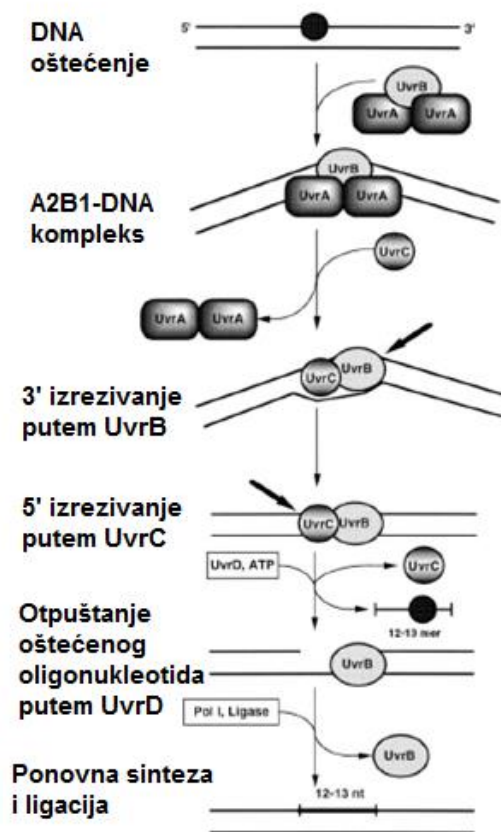 DNA
oštećenje
5'
3'
UvrB
UvrA
UvrA
A2B1-DNA
kompleks
UvrB
UvrA
UvrA
UvrC
UvrA
UvrA
3' izrezivanje
putem UvrB
UvrC
UvrB
5' izrezivanje
putem UvrC
UvrC
UvrB
UvrD, ATP
UvrC
12-13 mer
Otpuštanje
oštećenog
oligonukleotida
putem UvrD
UvrB
Pol I, Ligase
UvrB
Ponovna sinteza
i ligacija
12-13 nt